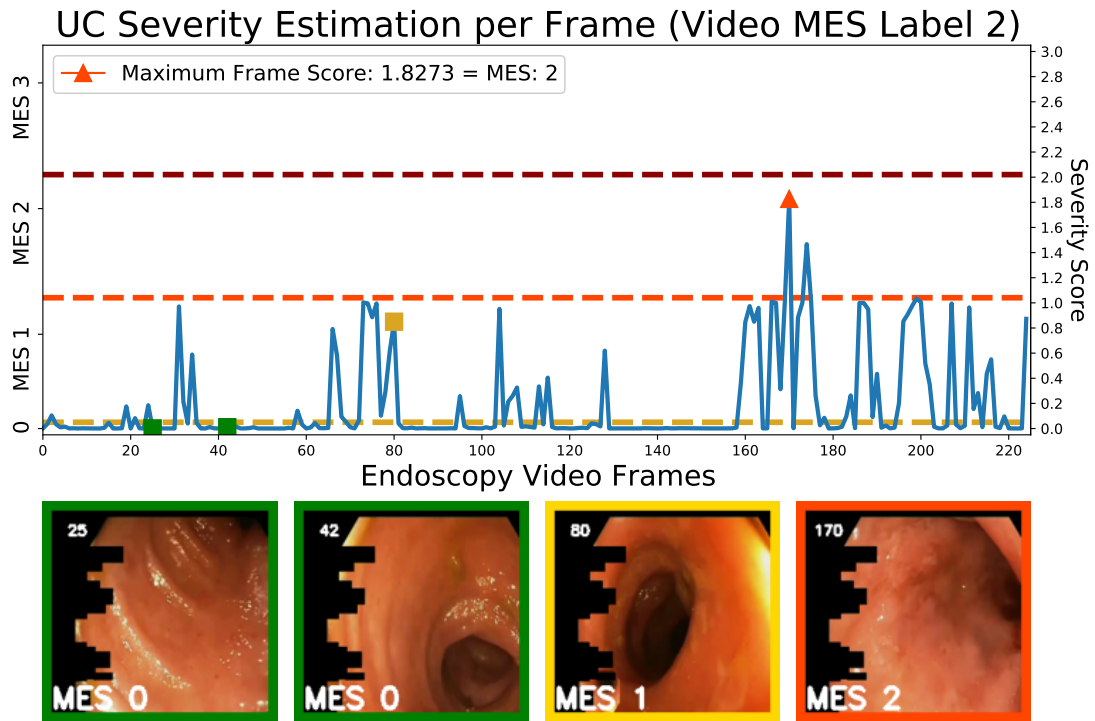 UC Severity Estimation per Frame (Video MES Label 2)
Maximum Frame Score: 1.8273 = MES: 2
MES 3
MES 2
MES 1
0
3.0
2.8
2.6
2.4
2.2
2.0
1.8
1.6
1.4
1.2
1.0
0.8
0.6
0.4
0.2
0.0
Severity Score
0 20 40 60 80 100 120 140 160 180 200 220
Endoscopy Video Frames
25 42 80 170
MES 0 MES 0 MES 1 MES 2